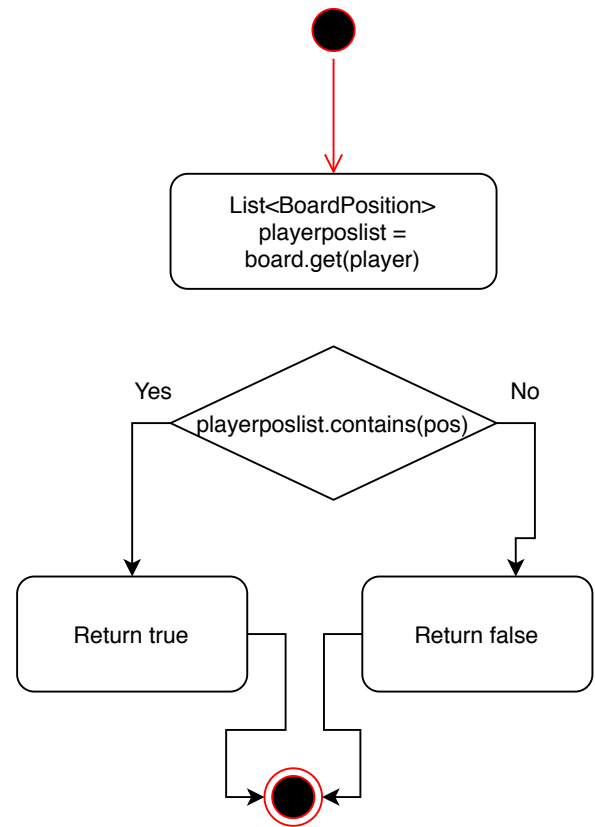 List<BoardPosition>
playerposlist =
board.get(player)
Yes
No
playerposlist.contains(pos)
Return true
Return false